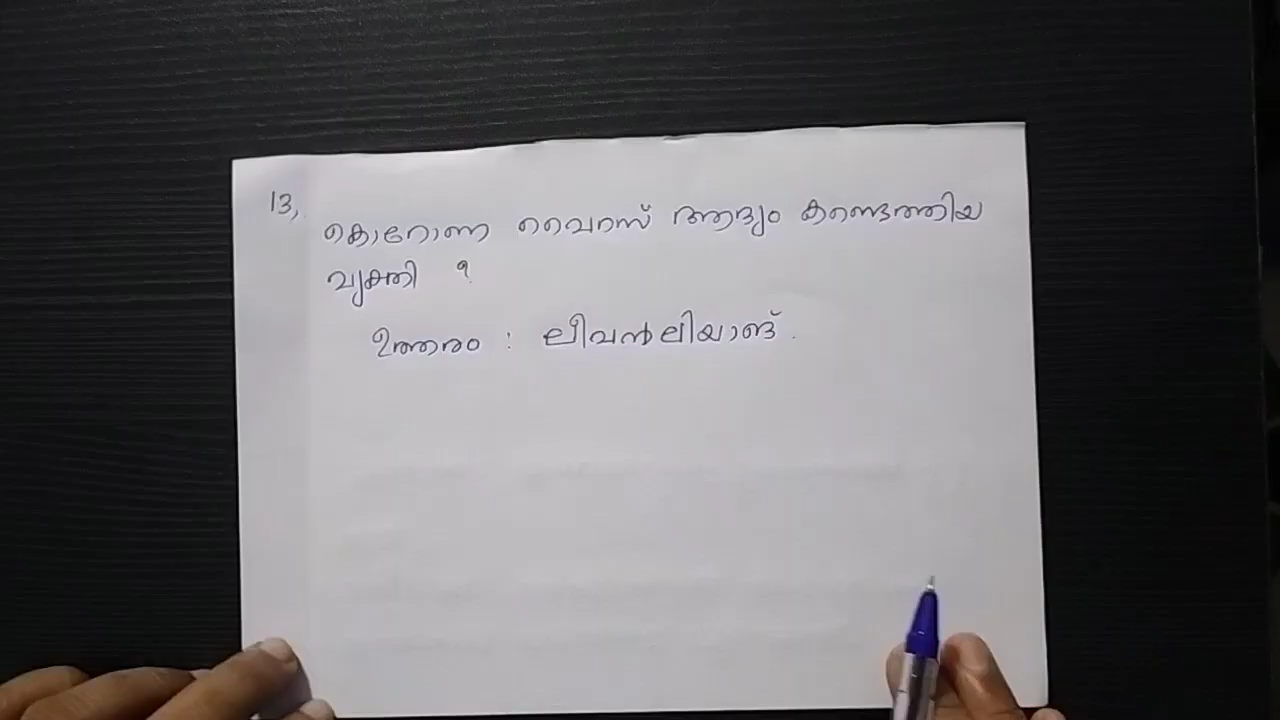 13, കൊറോണ വൈറസ് ആദ്യം കണ്ടെത്തിയ
വ്യക്തി ?
ഉത്തരം : ലീവൻലിയാങ് .